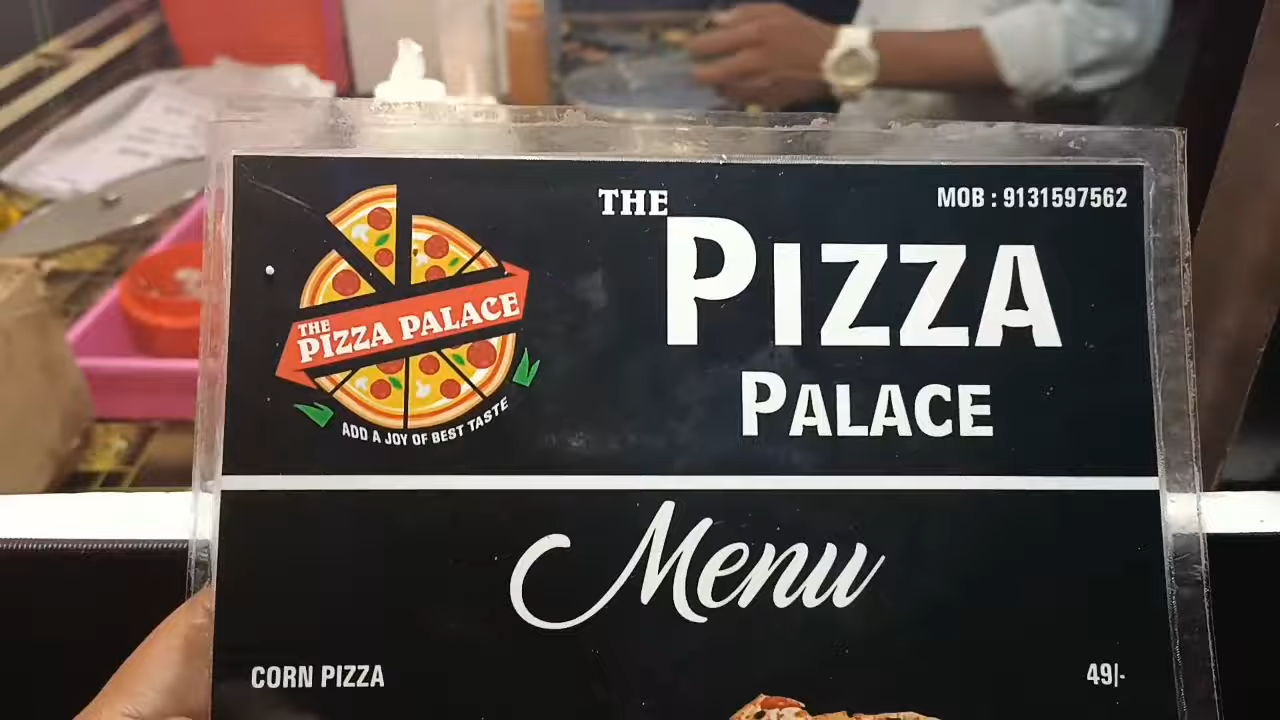 THE
PIZZA
PALACE
MOB : 9131597562
THE
PIZZA PALACE
ADD A JOY OF BEST TASTE
Menu
CORN PIZZA 49/-